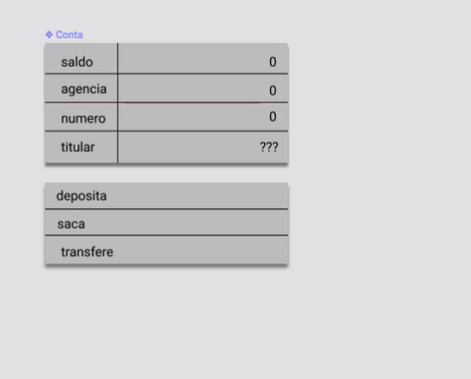 ❖ Conta
saldo 0
agencia 0
numero 0
titular ???
deposita
saca
transfere